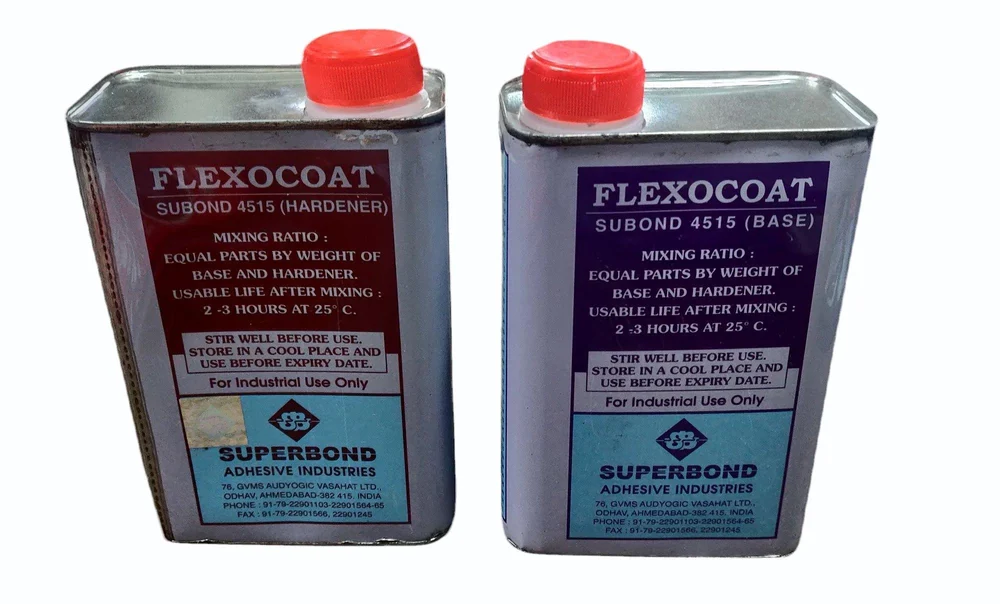 FLEXOCOAT
SUBOND 4515 (HARDENER)
MIXING RATIO :
EQUAL PARTS BY WEIGHT OF
BASE AND HARDENER.
USABLE LIFE AFTER MIXING :
2 -3 HOURS AT 25° C.
STIR WELL BEFORE USE.
STORE IN A COOL PLACE AND
USE BEFORE EXPIRY DATE.
For Industrial Use Only
SUPERBOND
ADHESIVE INDUSTRIES
76, GVMS AUDYOGIC VASAHAT LTD.,
ODHAV, AHMEDABAD-382 415. INDIA
PHONE : 91-79-22901103-22901564-65
FAX : 91-79-22901566, 22901245
FLEXOCOAT
SUBOND 4515 (BASE)
MIXING RATIO :
EQUAL PARTS BY WEIGHT OF
BASE AND HARDENER.
USABLE LIFE AFTER MIXING :
2 -3 HOURS AT 25° C.
STIR WELL BEFORE USE.
STORE IN A COOL PLACE AND
USE BEFORE EXPIRY DATE.
For Industrial Use Only
SUPERBOND
ADHESIVE INDUSTRIES
76, GVMS AUDYOGIC VASAHAT LTD.,
ODHAV, AHMEDABAD-382 415. INDIA
PHONE : 91-79-22901103-22901564-65
FAX : 91-79-22901566, 22901245